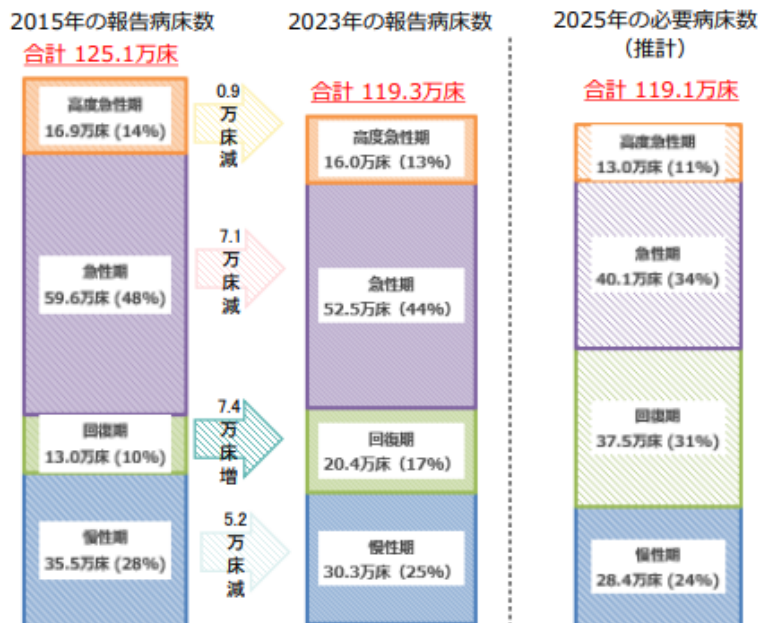 2015年の報告病床数
合計 125.1万床
高度急性期
16.9万床 (14%)
急性期
59.6万床 (48%)
回復期
13.0万床 (10%)
慢性期
35.5万床 (28%)
0.9
万
床
減
7.1
万
床
減
7.4
万
床
増
5.2
万
床
減
2023年の報告病床数
合計 119.3万床
高度急性期
16.0万床（13%）
急性期
52.5万床（44%）
回復期
20.4万床（17%）
慢性期
30.3万床（25%）
2025年の必要病床数
（推計）
合計 119.1万床
高度急性期
13.0万床（11%）
急性期
40.1万床（34%）
回復期
37.5万床（31%）
慢性期
28.4万床（24%）